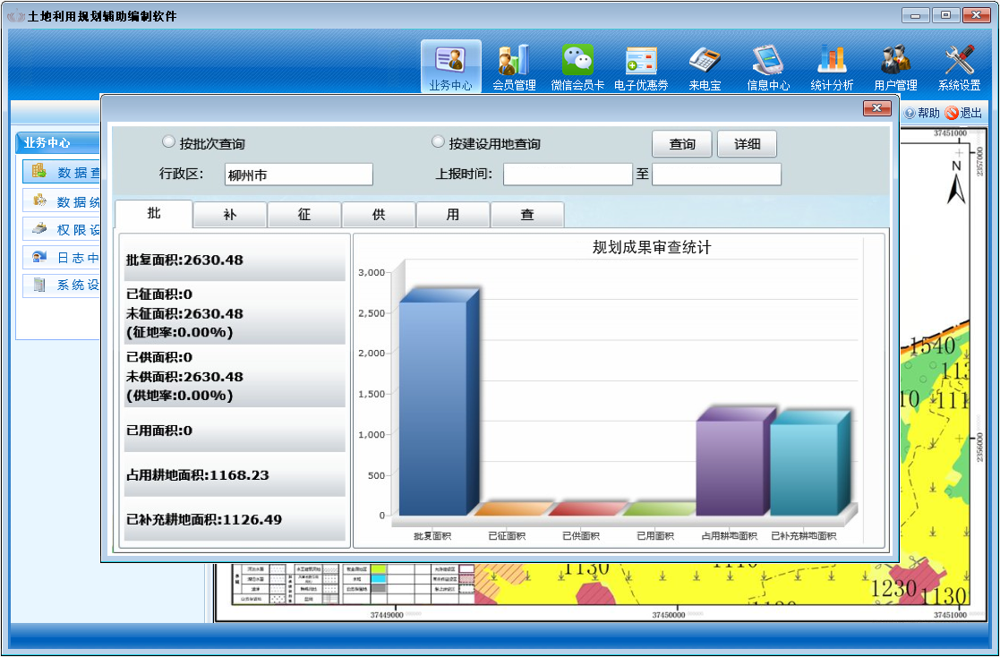 土地利用规划辅助编制软件
业务中心
会员管理
微信会员卡
电子优惠券
来电宝
信息中心
统计分析
用户管理
系统设置
帮助
退出
业务中心
数据查
数据统
权限设
日志中
系统设
按批次查询
按建设用地查询
查询
详细
行政区：
柳州市
上报时间：
至
批
补
征
供
用
查
批复面积:2630.48
已征面积:0
未征面积:2630.48
(征地率:0.00%)
已供面积:0
未供面积:2630.48
(供地率:0.00%)
已用面积:0
占用耕地面积:1168.23
已补充耕地面积:1126.49
规划成果审查统计
3,000
2,500
2,000
1,500
1,000
500
0
批复面积
已征面积
已供面积
已用面积
占用耕地面积
已补充耕地面积
37451000
2357000
N
1540
113
10
111
2356000
1130
1230
1130
37449000
37450000
37451000